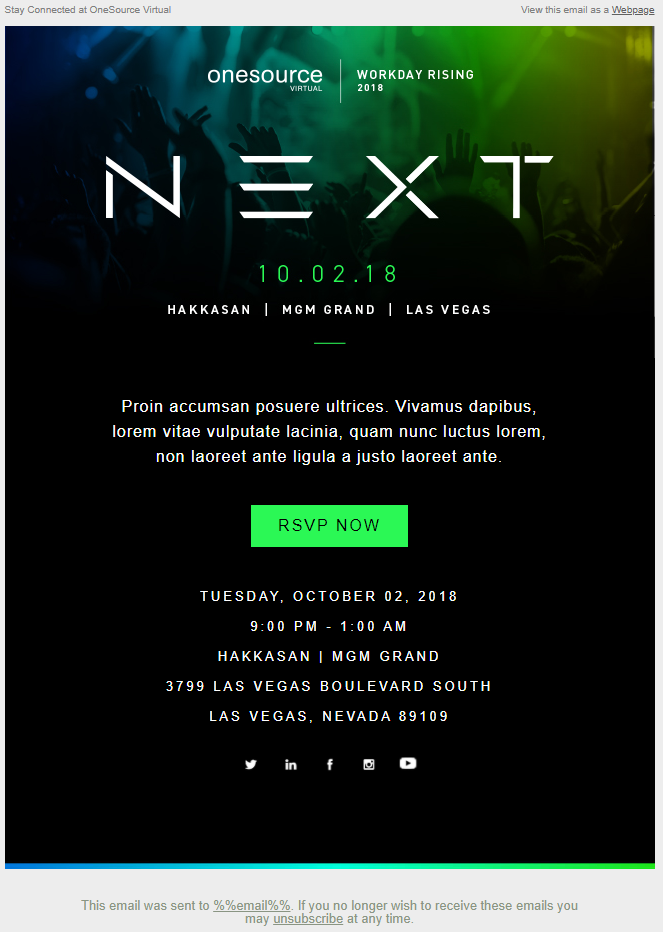 Stay Connected at OneSource Virtual
View this email as a Webpage
onesource
VIRTUAL
WORKDAY RISING
2018
NEXT
10.02.18
HAKKASAN | MGM GRAND | LAS VEGAS
Proin accumsan posuere ultrices. Vivamus dapibus,
lorem vitae vulputate lacinia, quam nunc luctus lorem,
non laoreet ante ligula a justo laoreet ante.
RSVP NOW
TUESDAY, OCTOBER 02, 2018
9:00 PM - 1:00 AM
HAKKASAN | MGM GRAND
3799 LAS VEGAS BOULEVARD SOUTH
LAS VEGAS, NEVADA 89109
This email was sent to %%email%%. If you no longer wish to receive these emails you
may unsubscribe at any time.